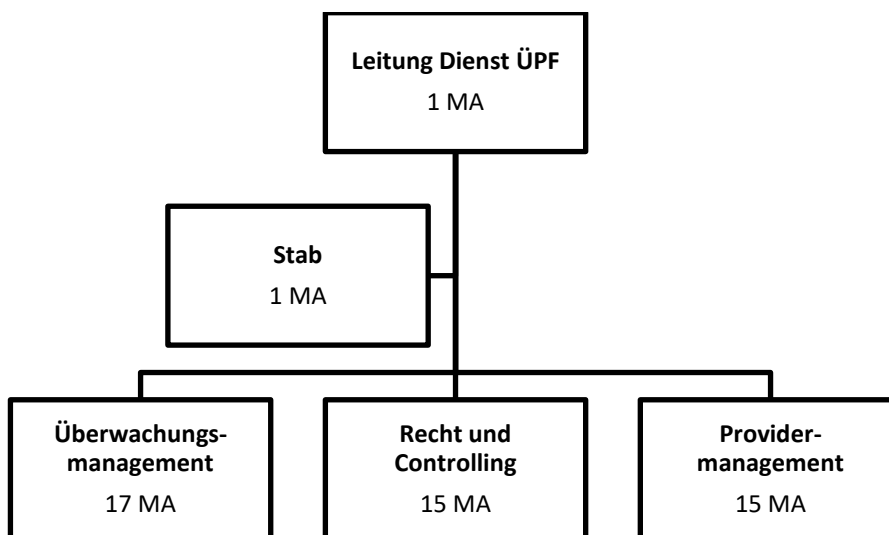 Leitung Dienst ÜPF
1 MA
Stab
1 MA
Überwachungs-
management
17 MA
Recht und
Controlling
15 MA
Provider-
management
15 MA